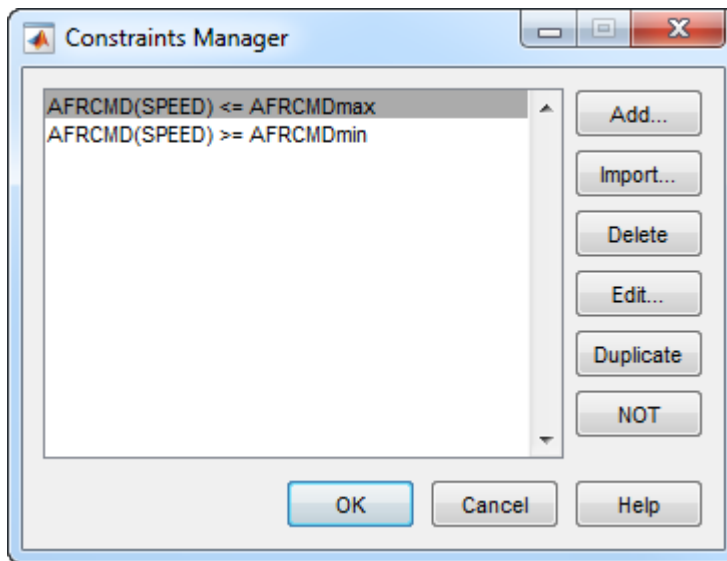 Constraints Manager
AFRCMD(SPEED) <= AFRCMDmax
AFRCMD(SPEED) >= AFRCMDmin
Add...
Import...
Delete
Edit...
Duplicate
NOT
OK
Cancel
Help